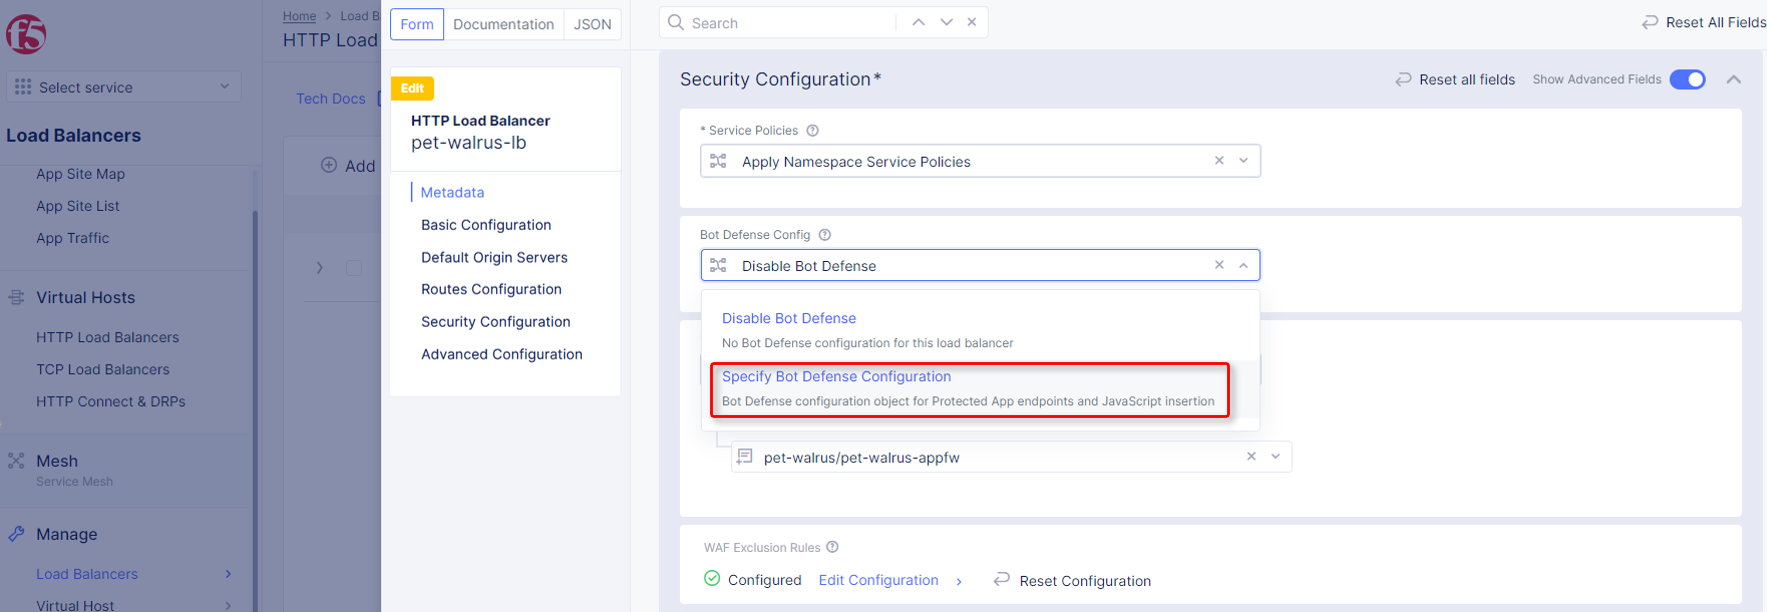 f5
Select service
Load Balancers
App Site Map
App Site List
App Traffic
Virtual Hosts
HTTP Load Balancers
TCP Load Balancers
HTTP Connect & DRPs
Mesh
Service Mesh
Manage
Load Balancers
Virtual Host
Home > Load B
HTTP Load
Tech Docs
Add
Form
Documentation
JSON
Edit
HTTP Load Balancer
pet-walrus-lb
Metadata
Basic Configuration
Default Origin Servers
Routes Configuration
Security Configuration
Advanced Configuration
Search
Reset All Fields
Security Configuration*
Reset all fields
Show Advanced Fields
* Service Policies
Apply Namespace Service Policies
Bot Defense Config
Disable Bot Defense
Disable Bot Defense
No Bot Defense configuration for this load balancer
Specify Bot Defense Configuration
Bot Defense configuration object for Protected App endpoints and JavaScript insertion
pet-walrus/pet-walrus-appfw
WAF Exclusion Rules
Configured
Edit Configuration
Reset Configuration